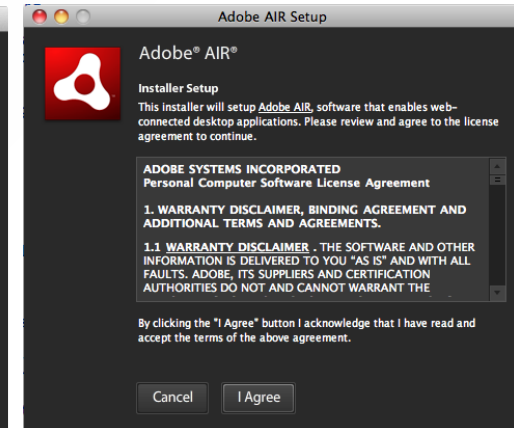 Adobe AIR Setup
Adobe® AIR®
Installer Setup
This installer will setup Adobe AIR, software that enables web-
connected desktop applications. Please review and agree to the license
agreement to continue.
ADOBE SYSTEMS INCORPORATED
Personal Computer Software License Agreement
1. WARRANTY DISCLAIMER, BINDING AGREEMENT AND
ADDITIONAL TERMS AND AGREEMENTS.
1.1 WARRANTY DISCLAIMER . THE SOFTWARE AND OTHER
INFORMATION IS DELIVERED TO YOU "AS IS" AND WITH ALL
FAULTS. ADOBE, ITS SUPPLIERS AND CERTIFICATION
AUTHORITIES DO NOT AND CANNOT WARRANT THE
By clicking the "I Agree" button I acknowledge that I have read and
accept the terms of the above agreement.
Cancel
I Agree